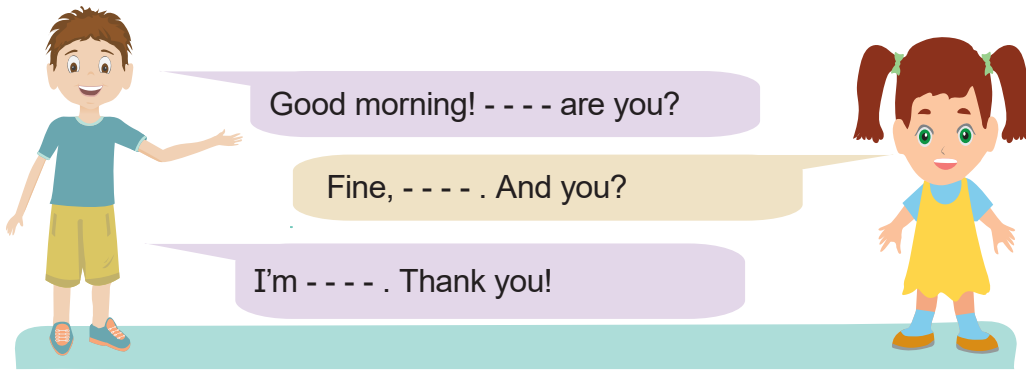 Good morning! - - - - are you?
Fine, - - - - . And you?
I’m - - - - . Thank you!